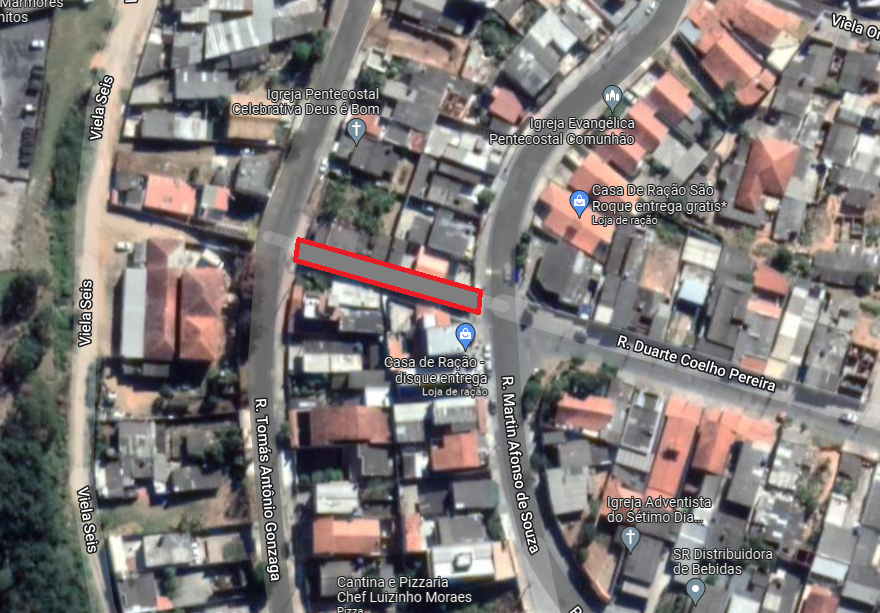 Marmores
Viela Seis
Igreja Pentecostal
Celebrativa Deus é Bom
Igreja Evangélica
Pentecostal Comunhão
Casa De Ração São
Roque entrega gratis*
Loja de ração
Viela Seis
Casa de Ração -
disque entrega
Loja de ração
R. Duarte Coelho Pereira
R. Tomás Antônio Gonzaga
R. Martin Afonso de Souza
Viela Seis
Igreja Adventista
do Sétimo Dia...
SR Distribuidora
de Bebidas
Cantina e Pizzaria
Chef Luizinho Moraes
Pizza